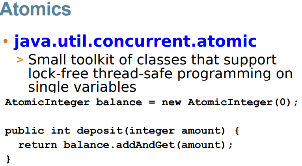 Atomics
• java.util.concurrent.atomic
> Small toolkit of classes that support
lock-free thread-safe programming on
single variables
AtomicInteger balance = new AtomicInteger(0);
public int deposit(integer amount) {
return balance.addAndGet(amount);
}